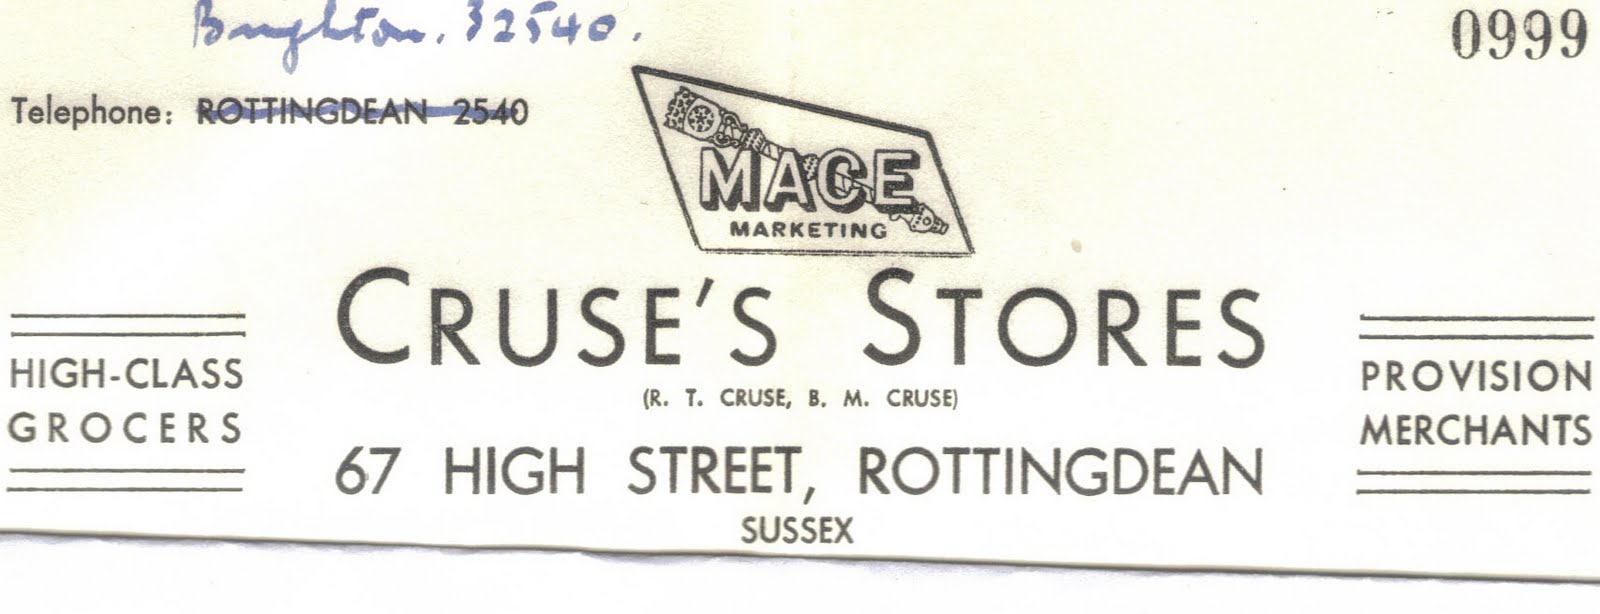 Brighton. 32540.
0999
Telephone: ROTTINGDEAN 2540
MACE
MARKETING
CRUSE'S STORES
(R. T. CRUSE, B. M. CRUSE)
HIGH-CLASS
GROCERS
PROVISION
MERCHANTS
67 HIGH STREET, ROTTINGDEAN
SUSSEX